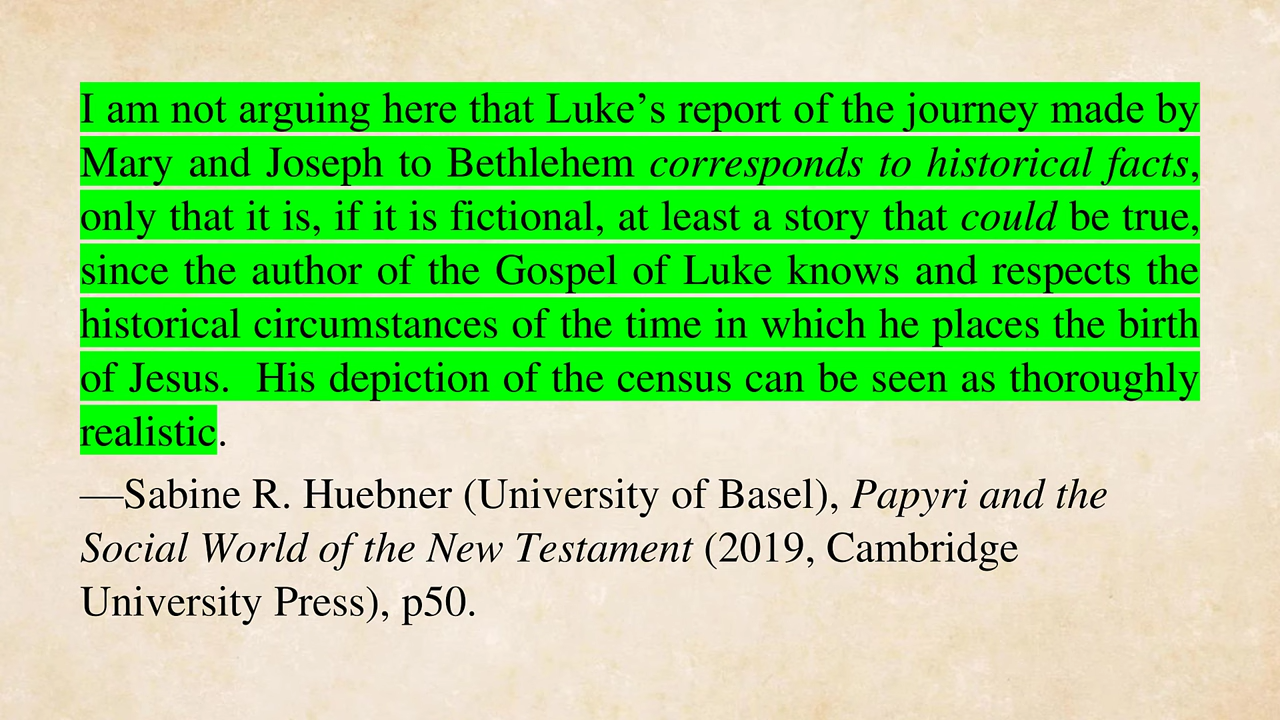 I am not arguing here that Luke’s report of the journey made by
Mary and Joseph to Bethlehem corresponds to historical facts,
only that it is, if it is fictional, at least a story that could be true,
since the author of the Gospel of Luke knows and respects the
historical circumstances of the time in which he places the birth
of Jesus.  His depiction of the census can be seen as thoroughly
realistic.
—Sabine R. Huebner (University of Basel), Papyri and the
Social World of the New Testament (2019, Cambridge
University Press), p50.